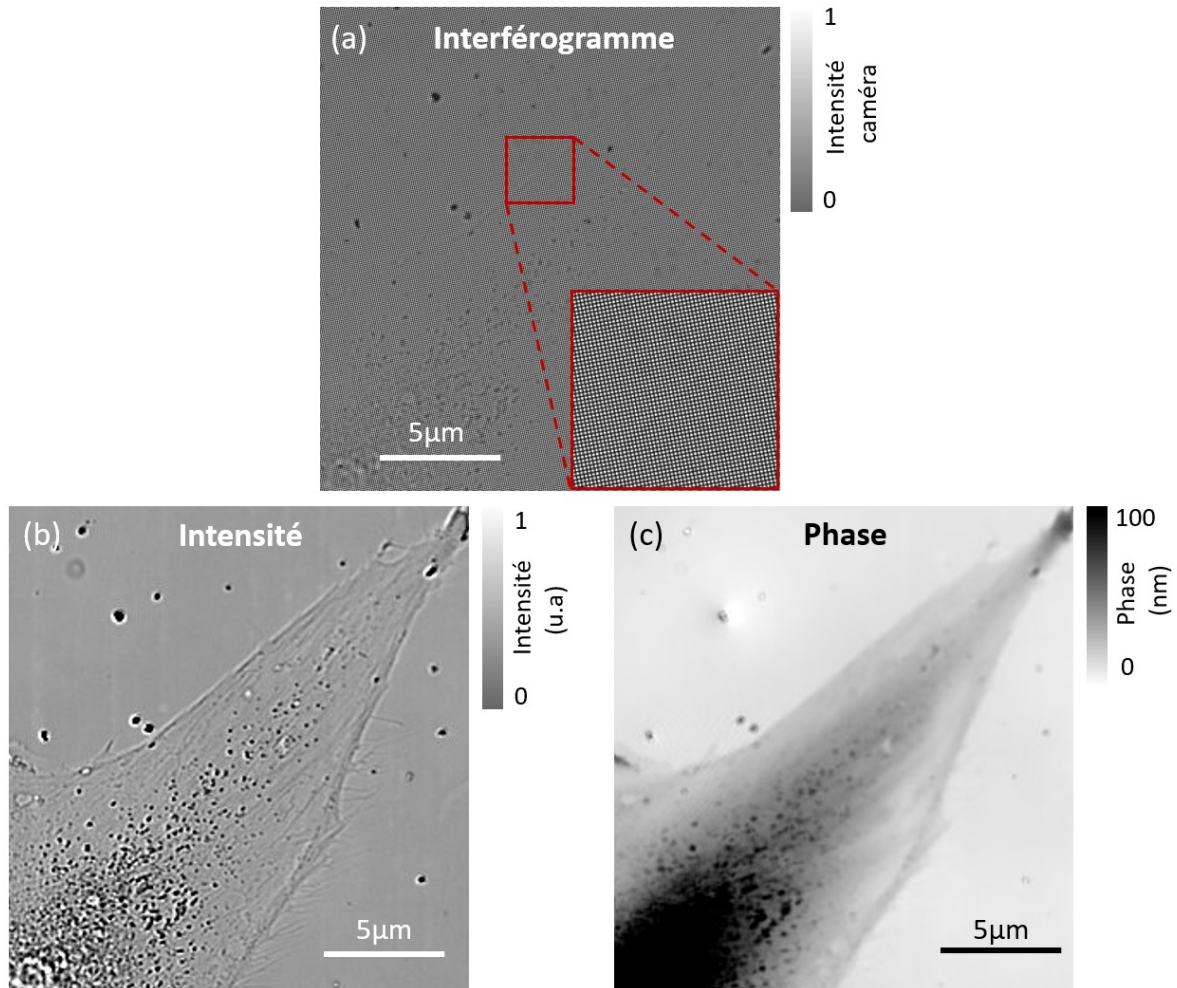 (a) Interférogramme
1
Intensité
caméra
0
5µm
(b) Intensité
1
Intensité
(u.a)
0
5µm
(c) Phase
100
Phase
(nm)
0
5µm